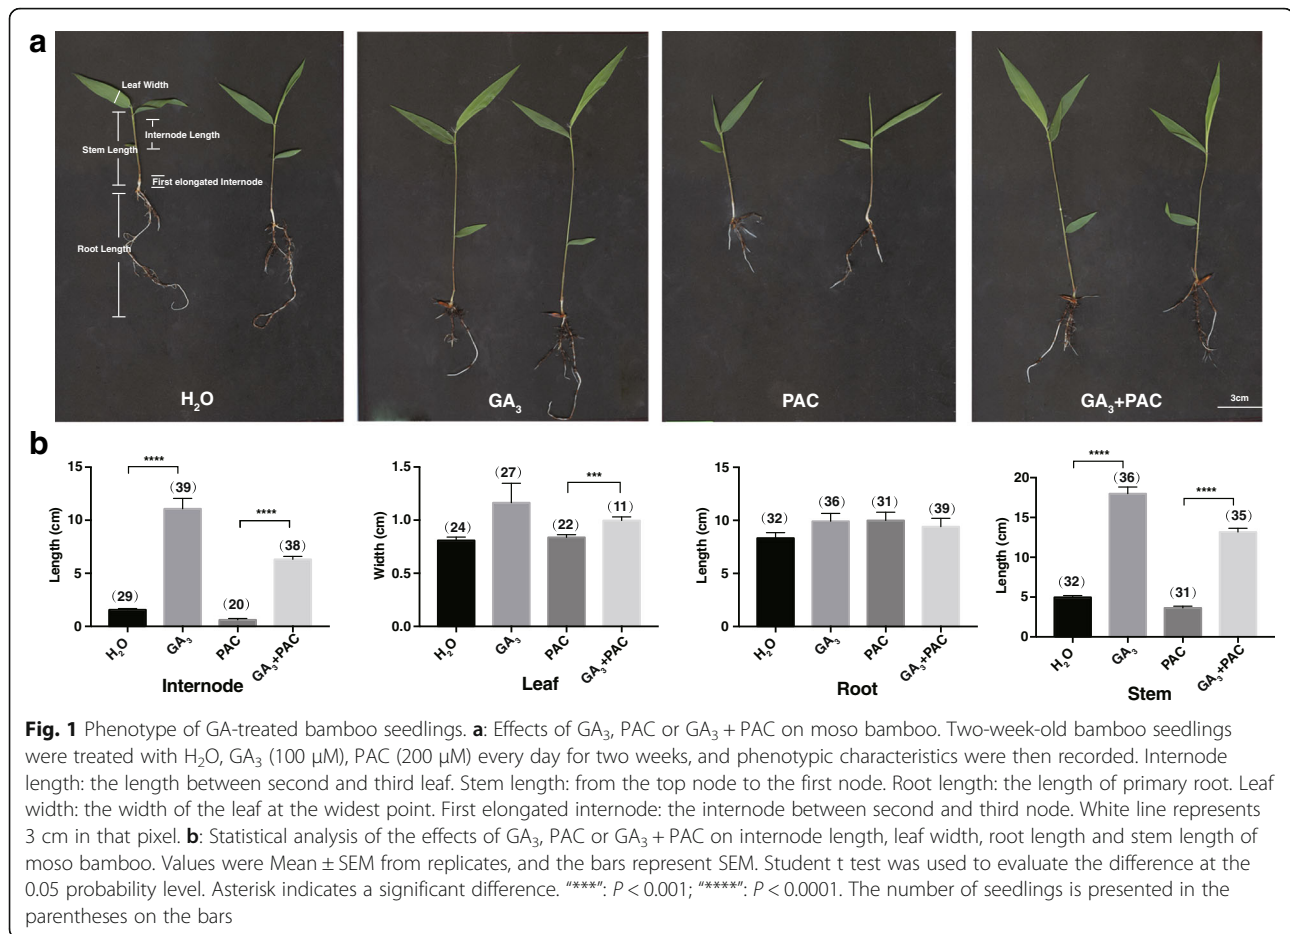 a
Leaf Width
Internode Length
Stem Length
First elongated Internode
Root Length
H₂O
GA₃
PAC
GA₃+PAC
3cm
b
Length (cm)
15
10
5
0
****
****
(29)
(39)
(20)
(38)
H₂O
GA₃
PAC
GA₃+PAC
Internode
Width (cm)
1.5
1.0
0.5
0.0
***
(24)
(27)
(22)
(11)
H₂O
GA₃
PAC
GA₃+PAC
Leaf
Length (cm)
15
10
5
0
(32)
(36)
(31)
(39)
H₂O
GA₃
PAC
GA₃+PAC
Root
Length (cm)
20
15
10
5
0
****
****
(32)
(36)
(31)
(35)
H₂O
GA₃
PAC
GA₃+PAC
Stem
Fig. 1 Phenotype of GA-treated bamboo seedlings. a: Effects of GA₃, PAC or GA₃ + PAC on moso bamboo. Two-week-old bamboo seedlings
were treated with H₂O, GA₃ (100 μM), PAC (200 μM) every day for two weeks, and phenotypic characteristics were then recorded. Internode
length: the length between second and third leaf. Stem length: from the top node to the first node. Root length: the length of primary root. Leaf
width: the width of the leaf at the widest point. First elongated internode: the internode between second and third node. White line represents
3 cm in that pixel. b: Statistical analysis of the effects of GA₃, PAC or GA₃ + PAC on internode length, leaf width, root length and stem length of
moso bamboo. Values were Mean ± SEM from replicates, and the bars represent SEM. Student t test was used to evaluate the difference at the
0.05 probability level. Asterisk indicates a significant difference. “***”: P < 0.001; “****”: P < 0.0001. The number of seedlings is presented in the
parentheses on the bars